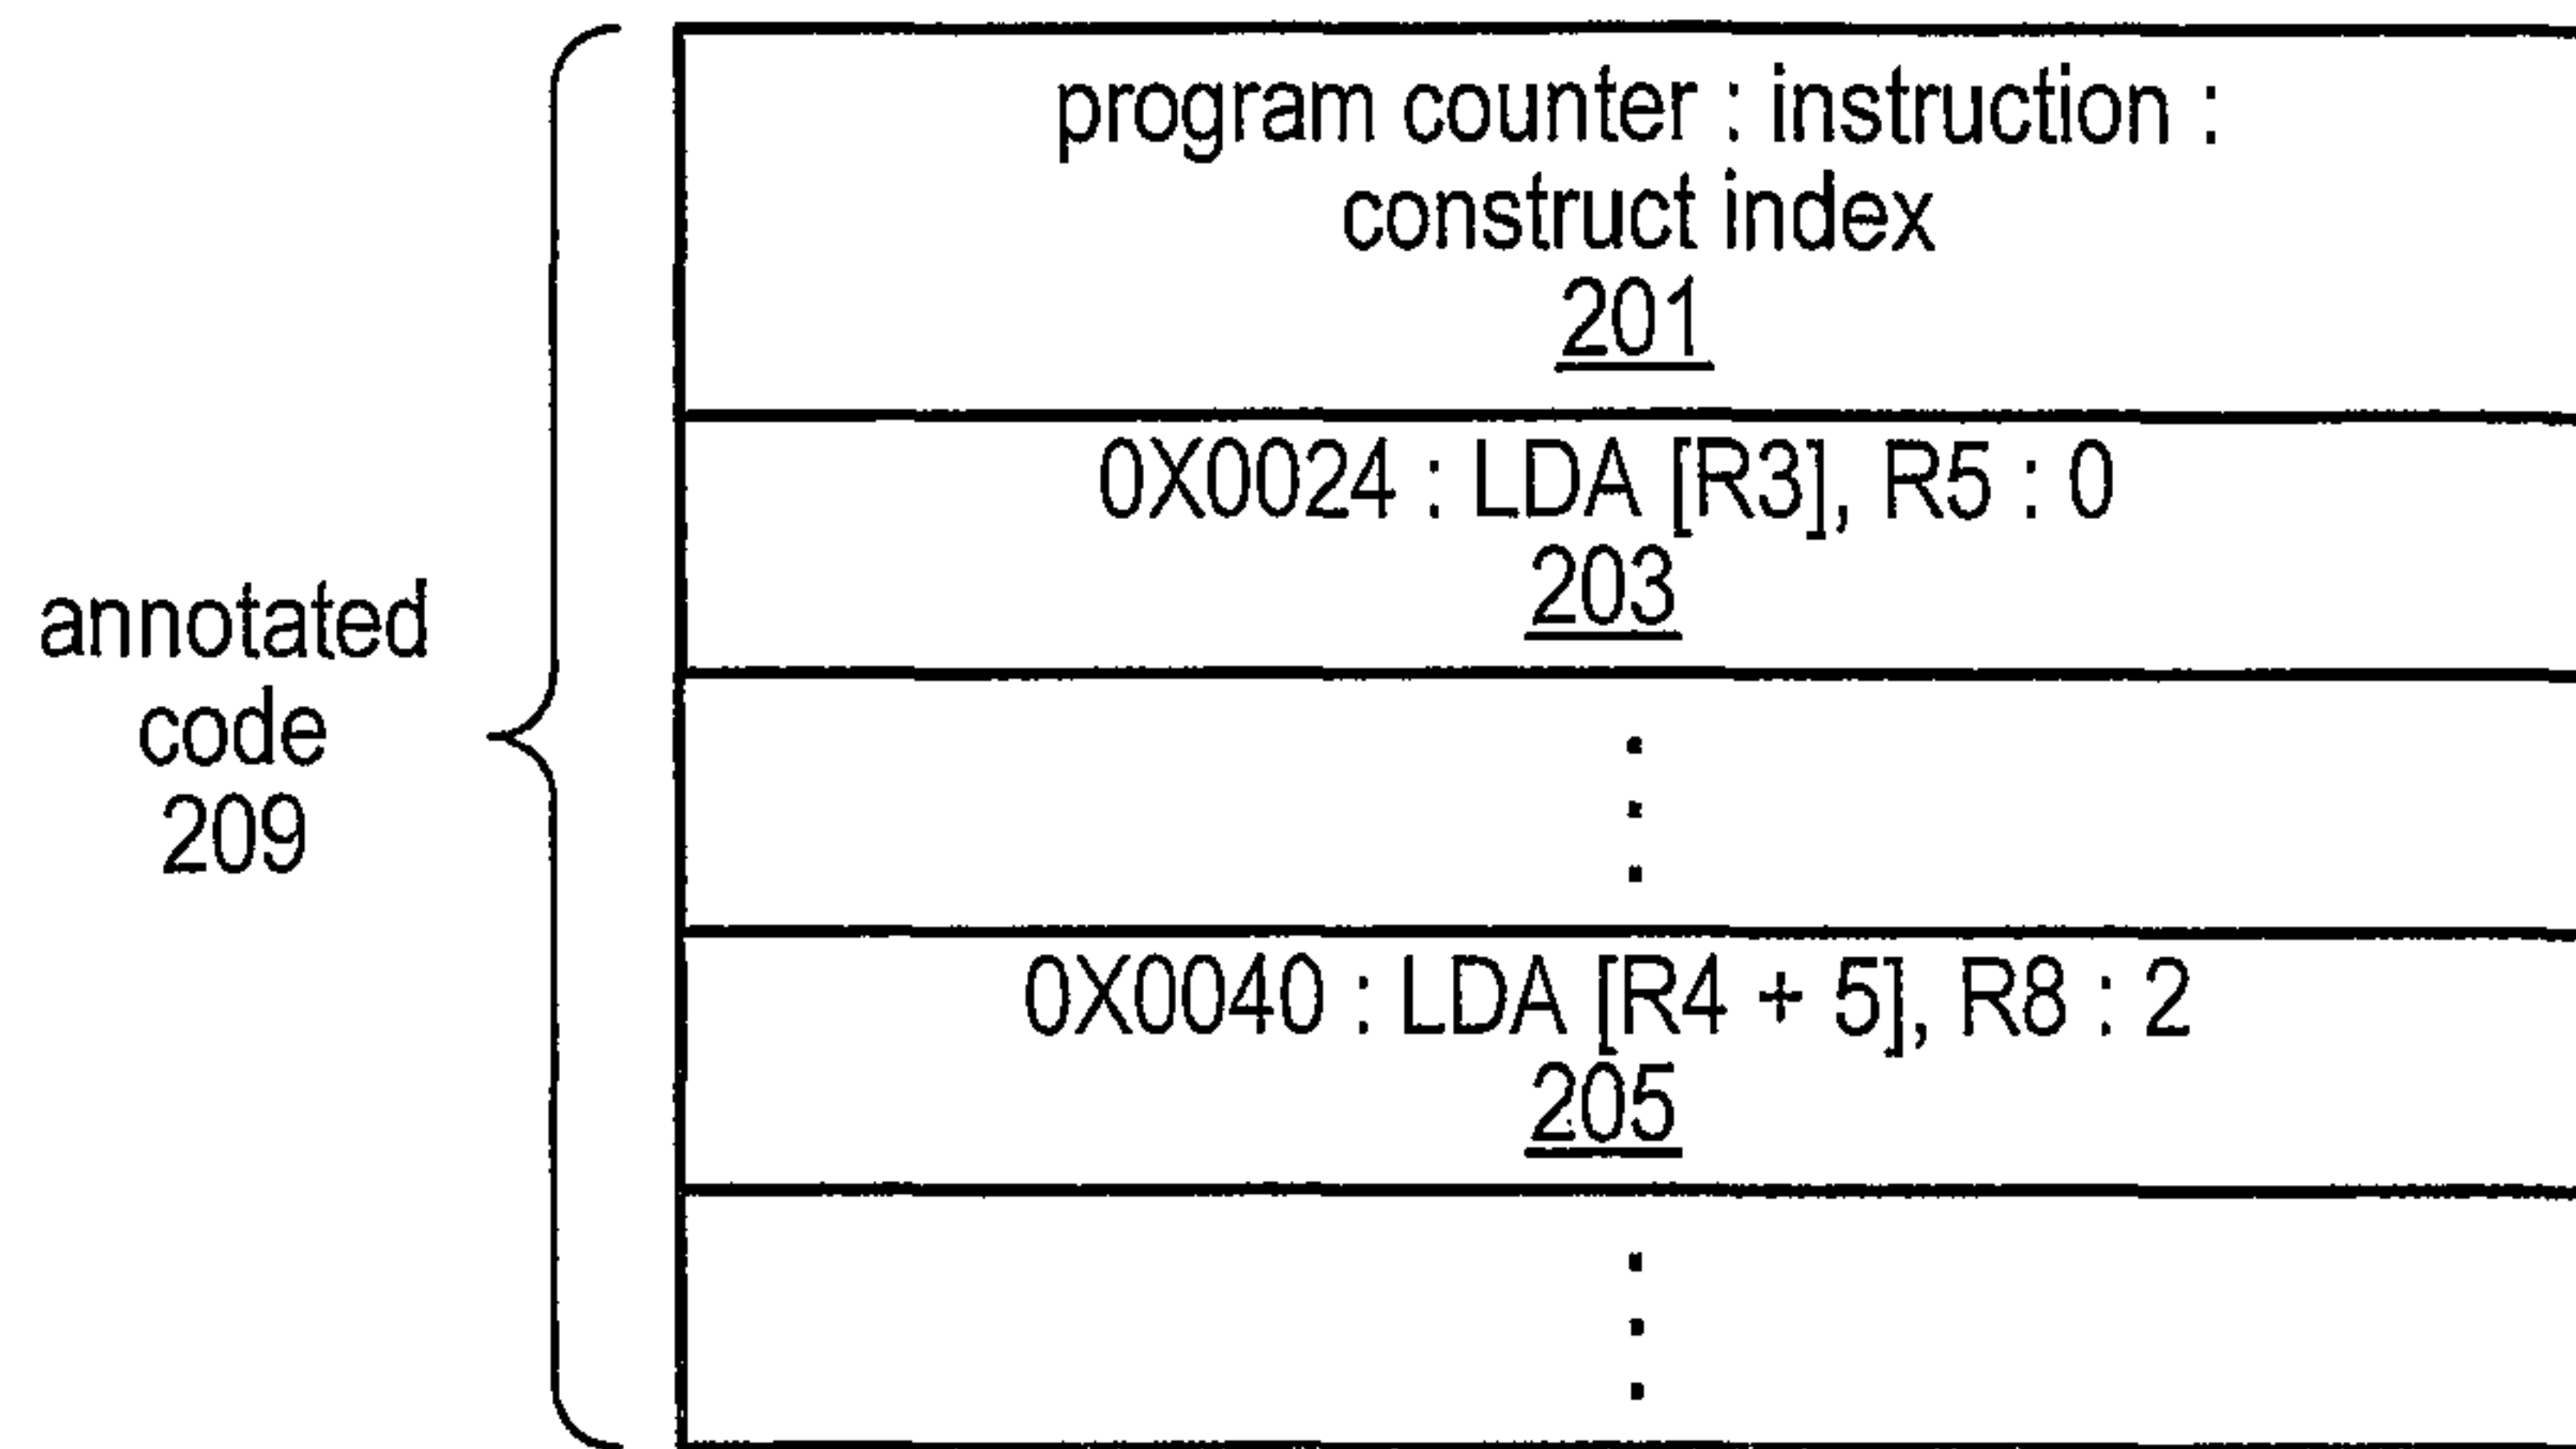 program counter : instruction :
construct index
201
0X0024 : LDA [R3], R5 : 0
203
annotated
code
209
0X0040 : LDA [R4 + 5], R8 : 2
205